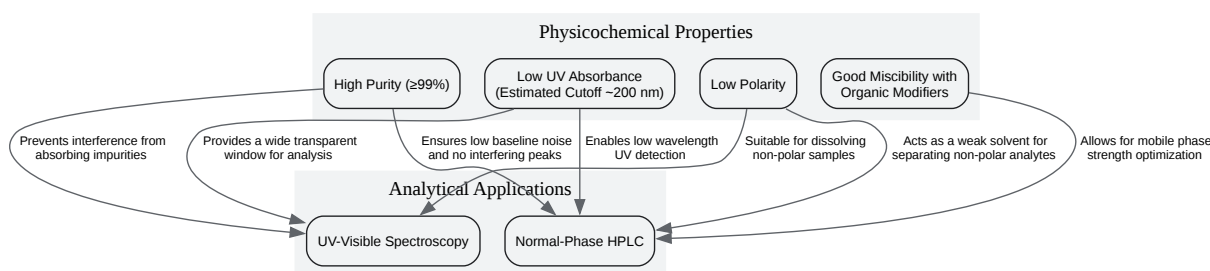 Physicochemical Properties
High Purity (≥99%)
Low UV Absorbance
(Estimated Cutoff ~200 nm)
Low Polarity
Good Miscibility with
Organic Modifiers
Prevents interference from
absorbing impurities
Provides a wide transparent
window for analysis
Ensures low baseline noise
and no interfering peaks
Enables low wavelength
UV detection
Suitable for dissolving
non-polar samples
Acts as a weak solvent for
separating non-polar analytes
Allows for mobile phase
strength optimization
Analytical Applications
UV-Visible Spectroscopy
Normal-Phase HPLC